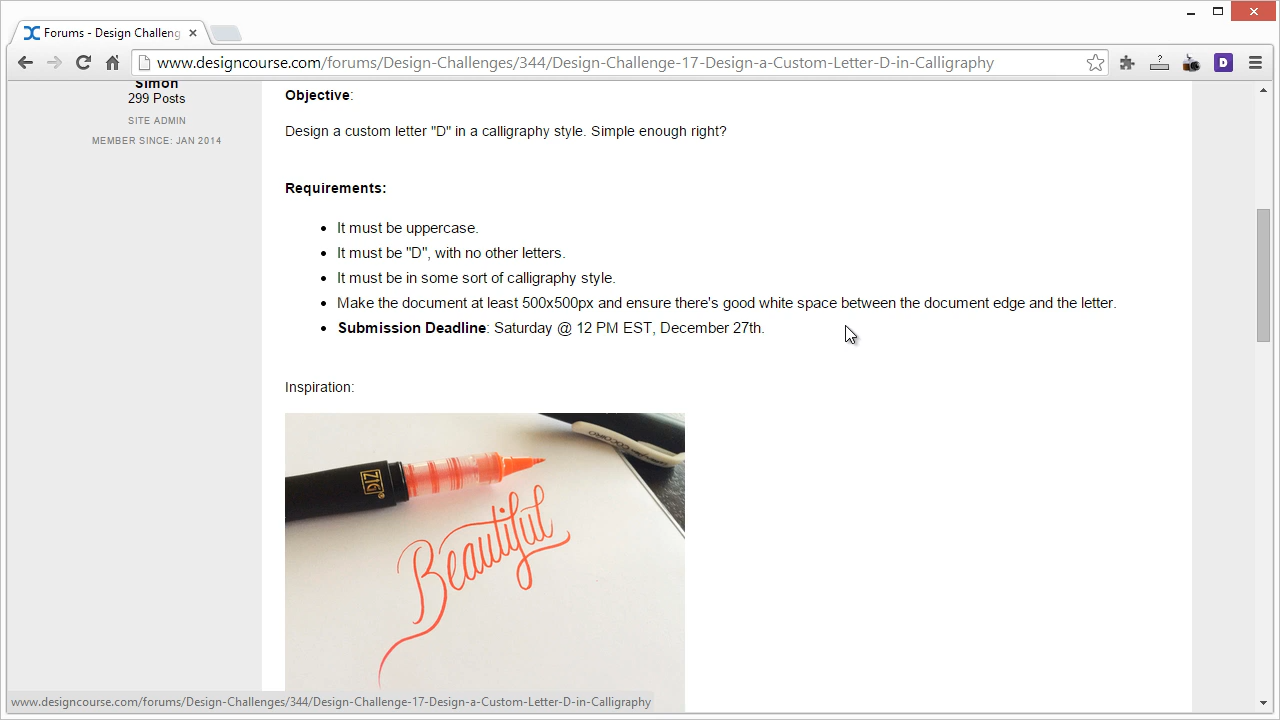 Forums - Design Challeng
www.designcourse.com/forums/Design-Challenges/344/Design-Challenge-17-Design-a-Custom-Letter-D-in-Calligraphy
Simon
299 Posts
SITE ADMIN
MEMBER SINCE: JAN 2014
Objective:
Design a custom letter "D" in a calligraphy style. Simple enough right?
Requirements:
It must be uppercase.
It must be "D", with no other letters.
It must be in some sort of calligraphy style.
Make the document at least 500x500px and ensure there's good white space between the document edge and the letter.
Submission Deadline: Saturday @ 12 PM EST, December 27th.
Inspiration:
ZIG
Beautiful
www.designcourse.com/forums/Design-Challenges/344/Design-Challenge-17-Design-a-Custom-Letter-D-in-Calligraphy